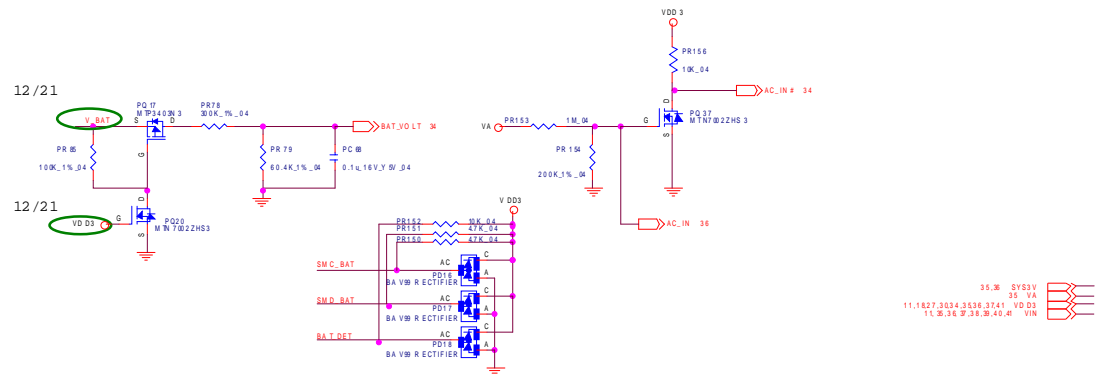 VDD3
PR156
10K_04
12/21
V_BAT
PQ17
MTP3403N3
S
D
G
PR78
300K_1%_04
BAT_VOLT 34
PR85
100K_1%_04
PR79
60.4K_1%_04
PC68
0.1u_16V_Y5V_04
D
AC_IN# 34
VA
PR153
1M_04
G
PQ37
MTN7002ZHS3
S
PR154
200K_1%_04
AC_IN 36
12/21
VDD3
G
D
S
PQ20
MTN7002ZHS3
VDD3
PR152
10K_04
PR151
4.7K_04
PR150
4.7K_04
SMC_BAT
AC
C
A
PD16
BAV99 RECTIFIER
SMD_BAT
AC
C
A
PD17
BAV99 RECTIFIER
BAT_DET
AC
C
A
PD18
BAV99 RECTIFIER
35,36 SYS3V
35 VA
11,18,27,30,34,35,36,37,41 VDD3
11,35,36,37,38,39,40,41 VIN